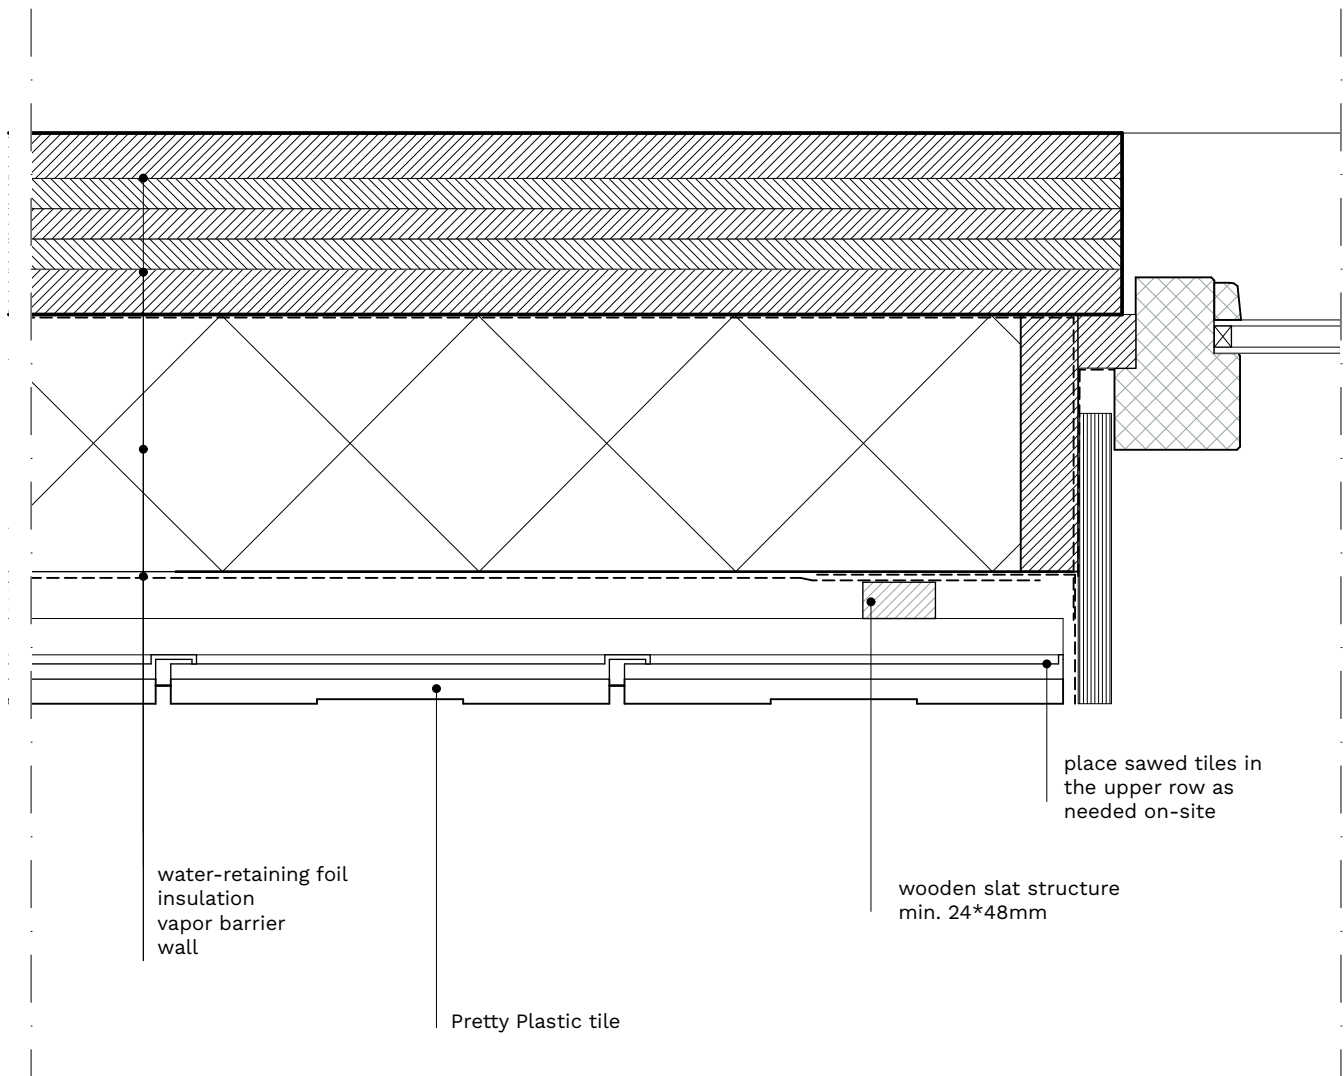 place sawed tiles in
the upper row as
needed on-site
water-retaining foil
insulation
vapor barrier
wall
wooden slat structure
min. 24*48mm
Pretty Plastic tile